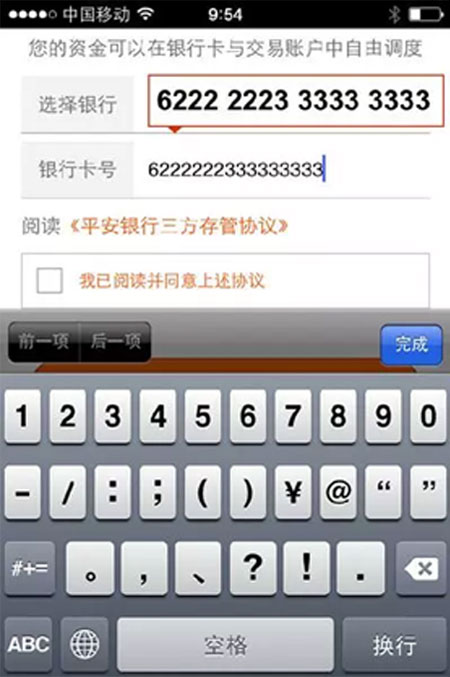 中国移动 9:54
您的资金可以在银行卡与交易账户中自由调度
选择银行 6222 2223 3333 3333
银行卡号 6222222333333333
阅读《平安银行三方存管协议》
我已阅读并同意上述协议
前一项 后一项 完成
1 2 3 4 5 6 7 8 9 0
- / : ; ( ) ¥ @ “ ”
#+= 。 , 、 ? ! .
ABC 空格 换行